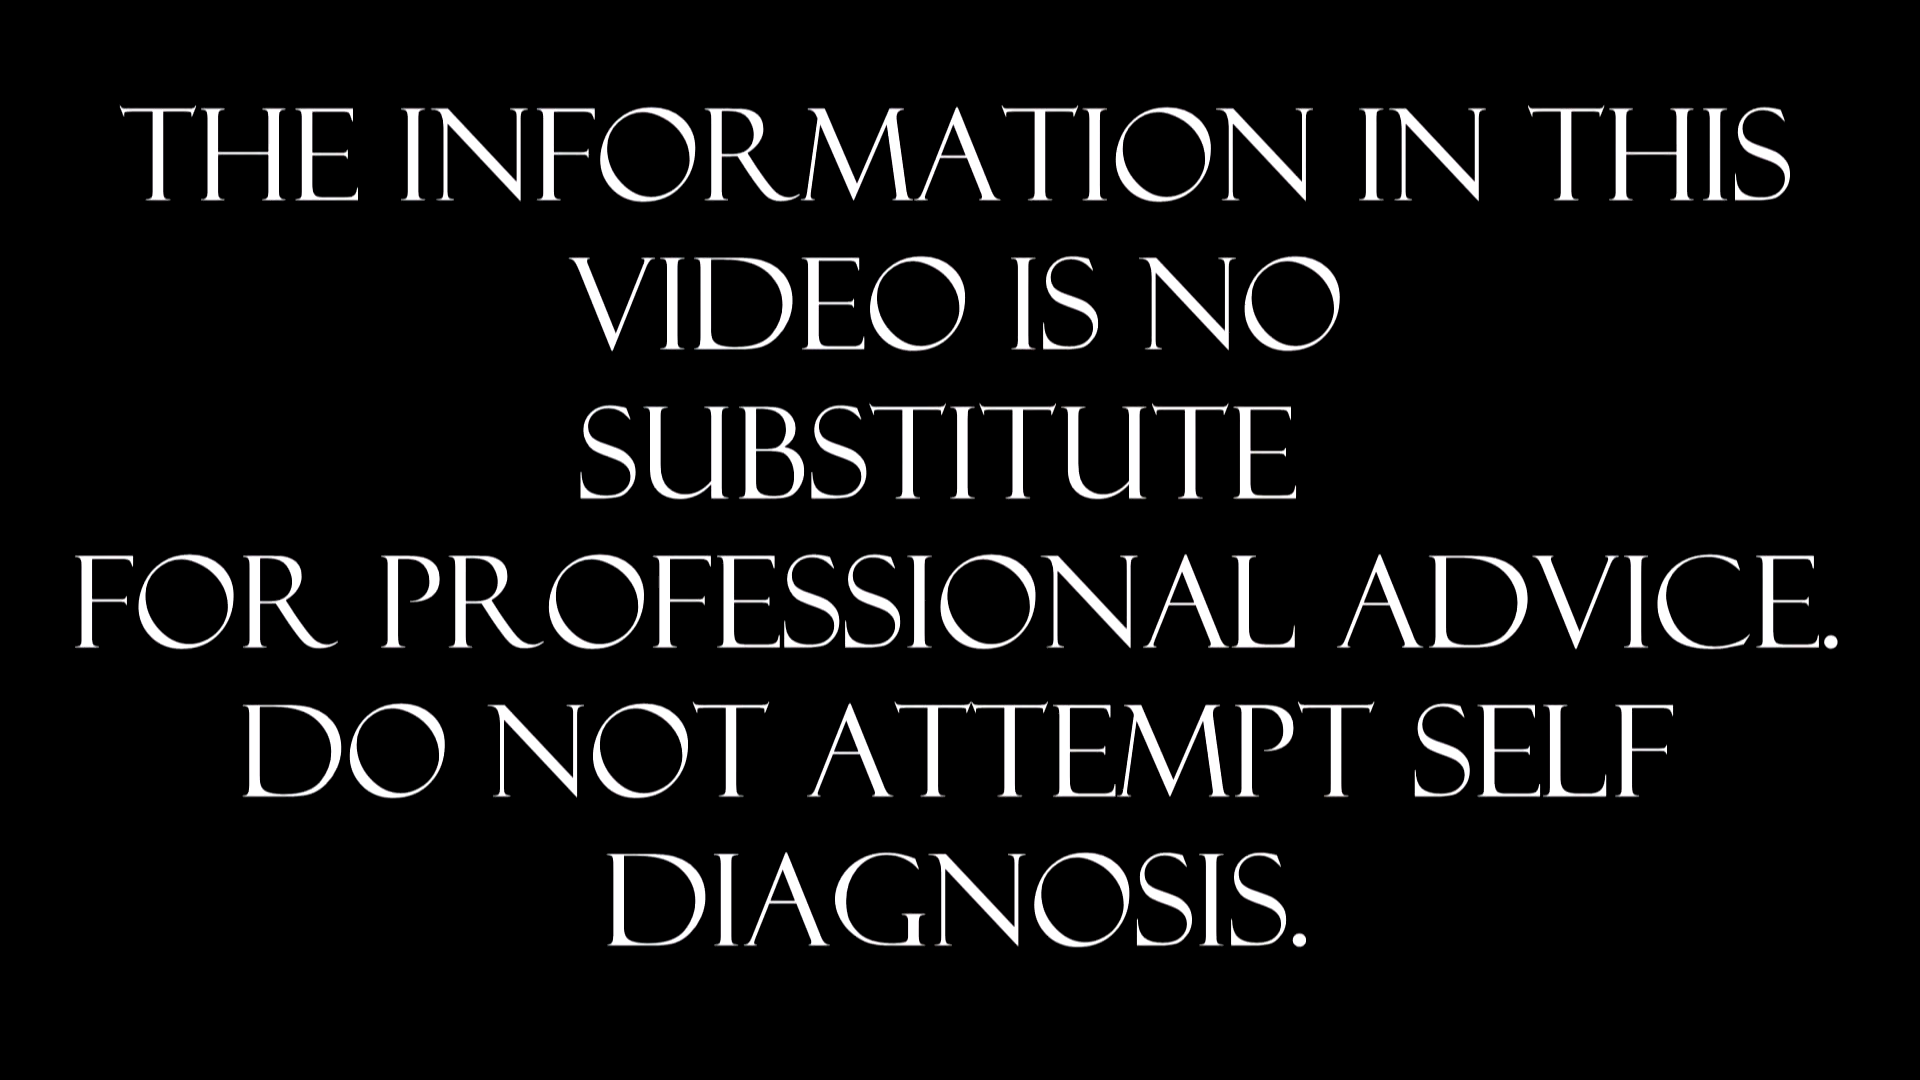 THE INFORMATION IN THIS
VIDEO IS NO
SUBSTITUTE
FOR PROFESSIONAL ADVICE.
DO NOT ATTEMPT SELF
DIAGNOSIS.